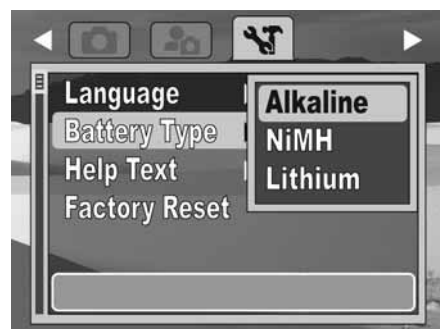 Language
Battery Type
Help Text
Factory Reset
Alkaline
NiMH
Lithium